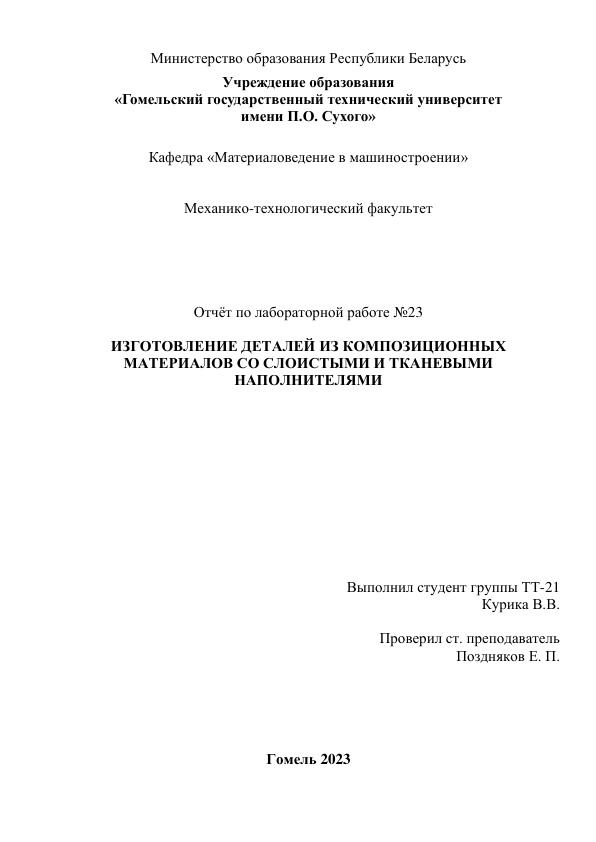 Министерство образования Республики Беларусь
Учреждение образования
«Гомельский государственный технический университет
имени П.О. Сухого»
Кафедра «Материаловедение в машиностроении»
Механико-технологический факультет
Отчёт по лабораторной работе №23
ИЗГОТОВЛЕНИЕ ДЕТАЛЕЙ ИЗ КОМПОЗИЦИОННЫХ
МАТЕРИАЛОВ СО СЛОИСТЫМИ И ТКАНЕВЫМИ
НАПОЛНИТЕЛЯМИ
Выполнил студент группы ТТ-21
Курика В.В.
Проверил ст. преподаватель
Поздняков Е. П.
Гомель 2023